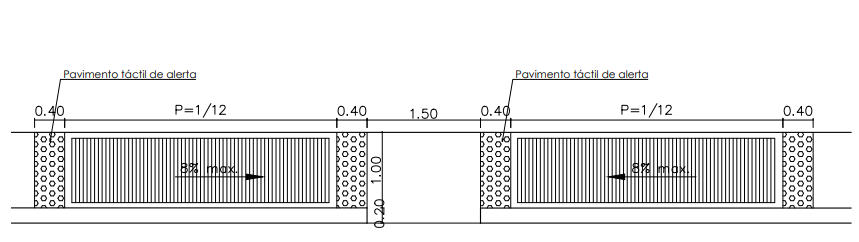 Pavimento táctil de alerta
Pavimento táctil de alerta
0.40
P=1/12
0.40
1.50
0.40
P=1/12
0.40
8% max.
1.00
8% max.
0.20